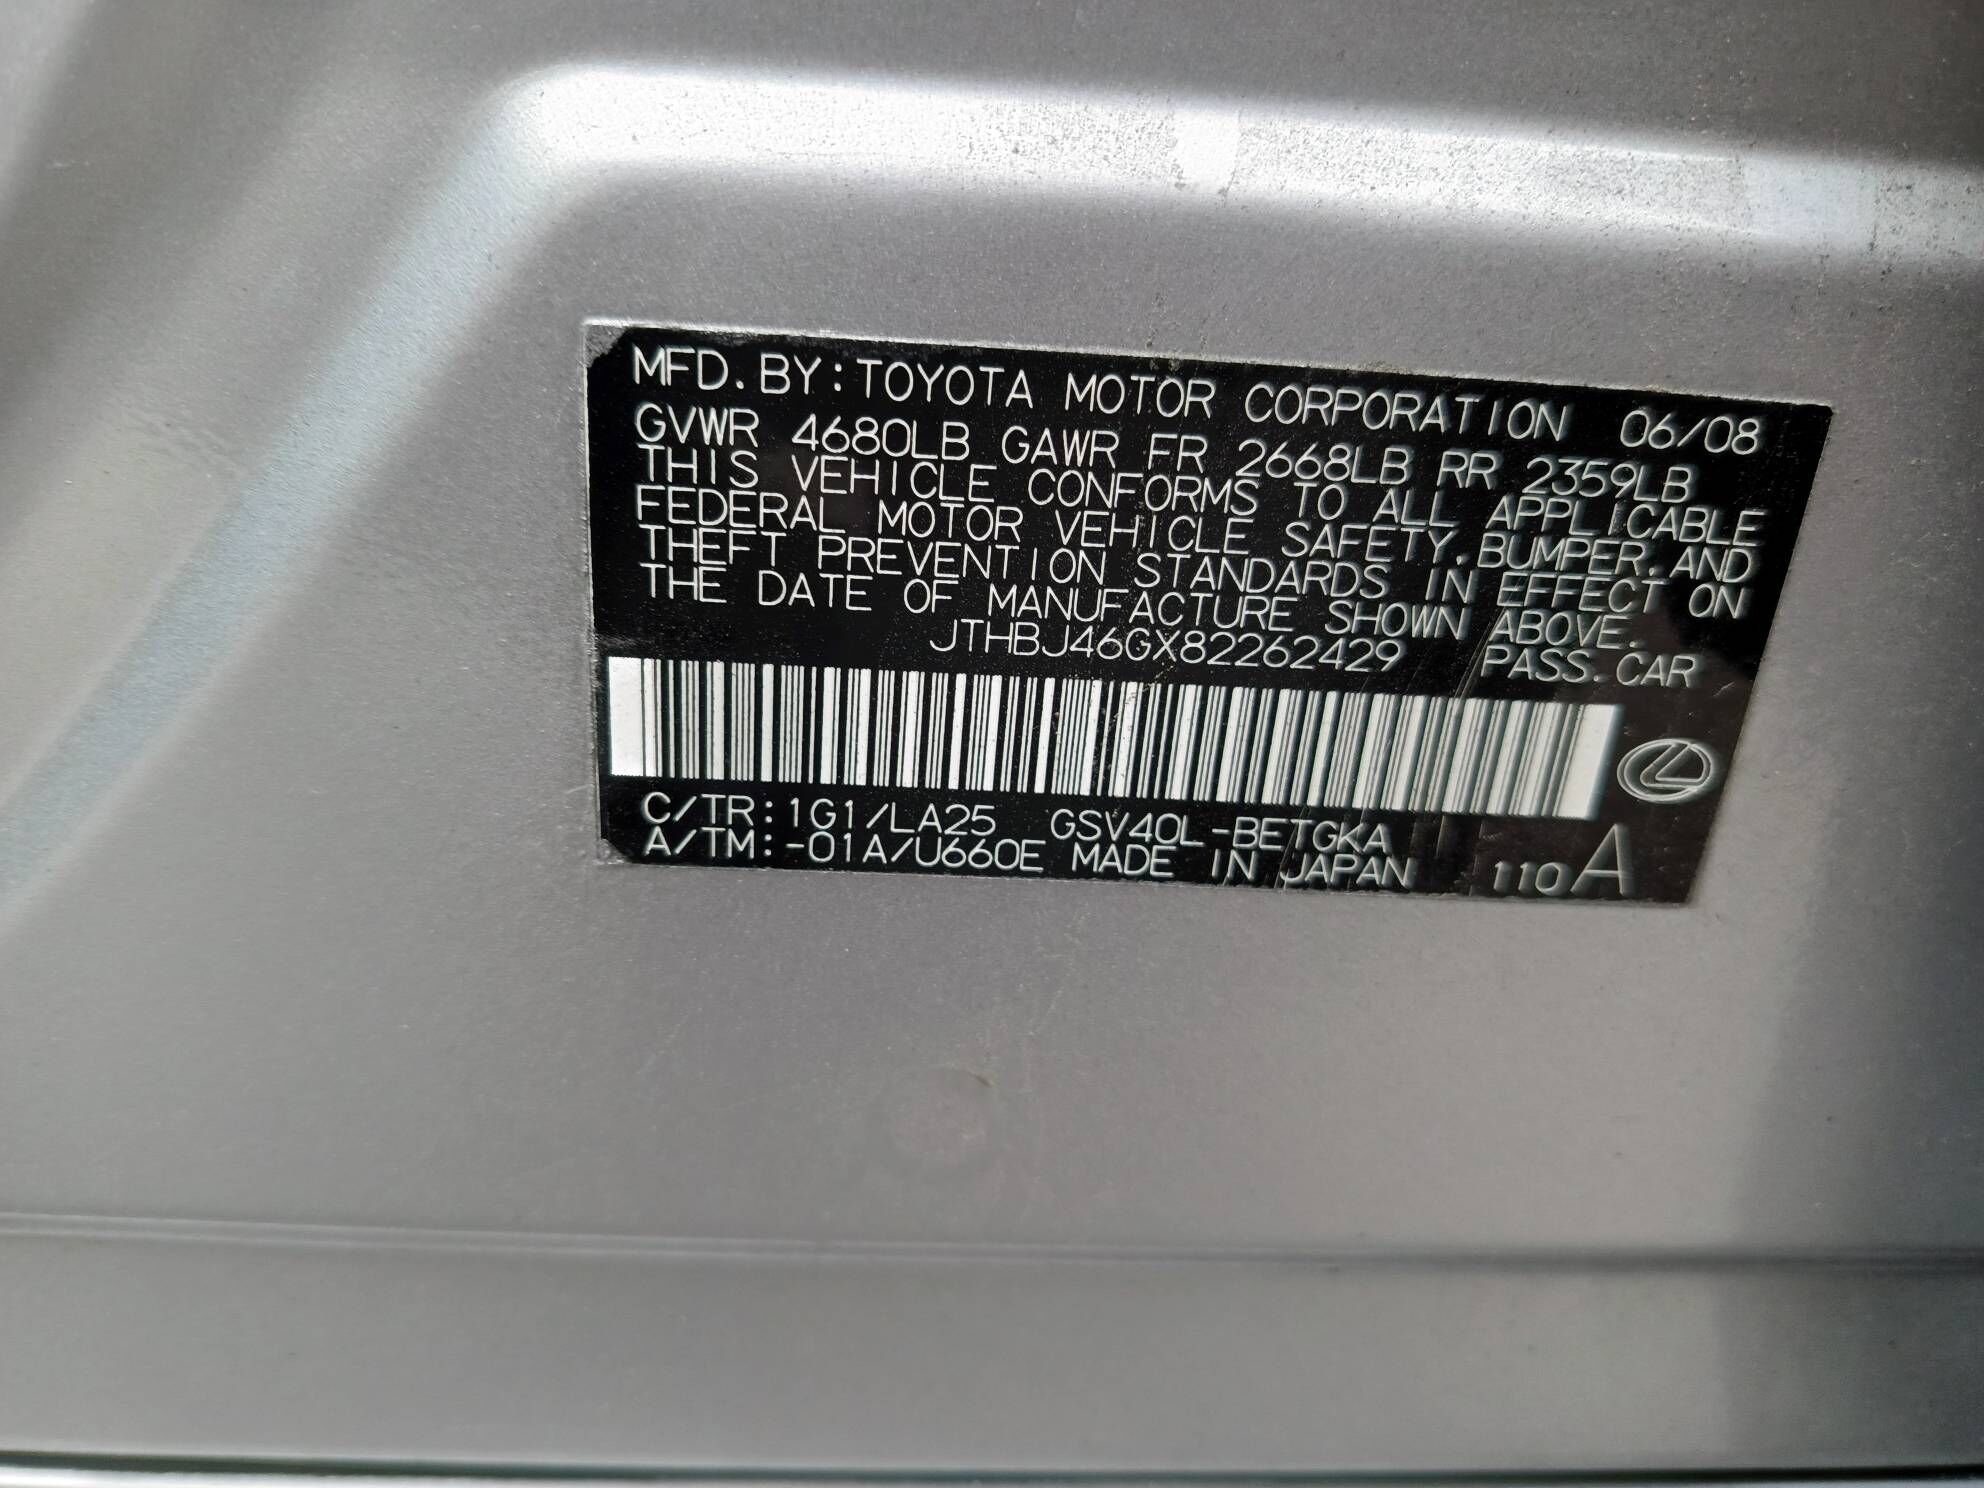 MFD. BY: TOYOTA MOTOR CORPORATION 06/08
GVWR 4680LB GAWR FR 2668LB RR 2359LB
THIS VEHICLE CONFORMS TO ALL APPLICABLE
FEDERAL MOTOR VEHICLE SAFETY, BUMPER, AND
THEFT PREVENTION STANDARDS IN EFFECT ON
THE DATE OF MANUFACTURE SHOWN ABOVE.
JTHBJ46GX82262429 PASS. CAR
C/TR: 1G1/LA25 GSV40L-BETGKA
A/TM: -01A/U660E MADE IN JAPAN 110 A